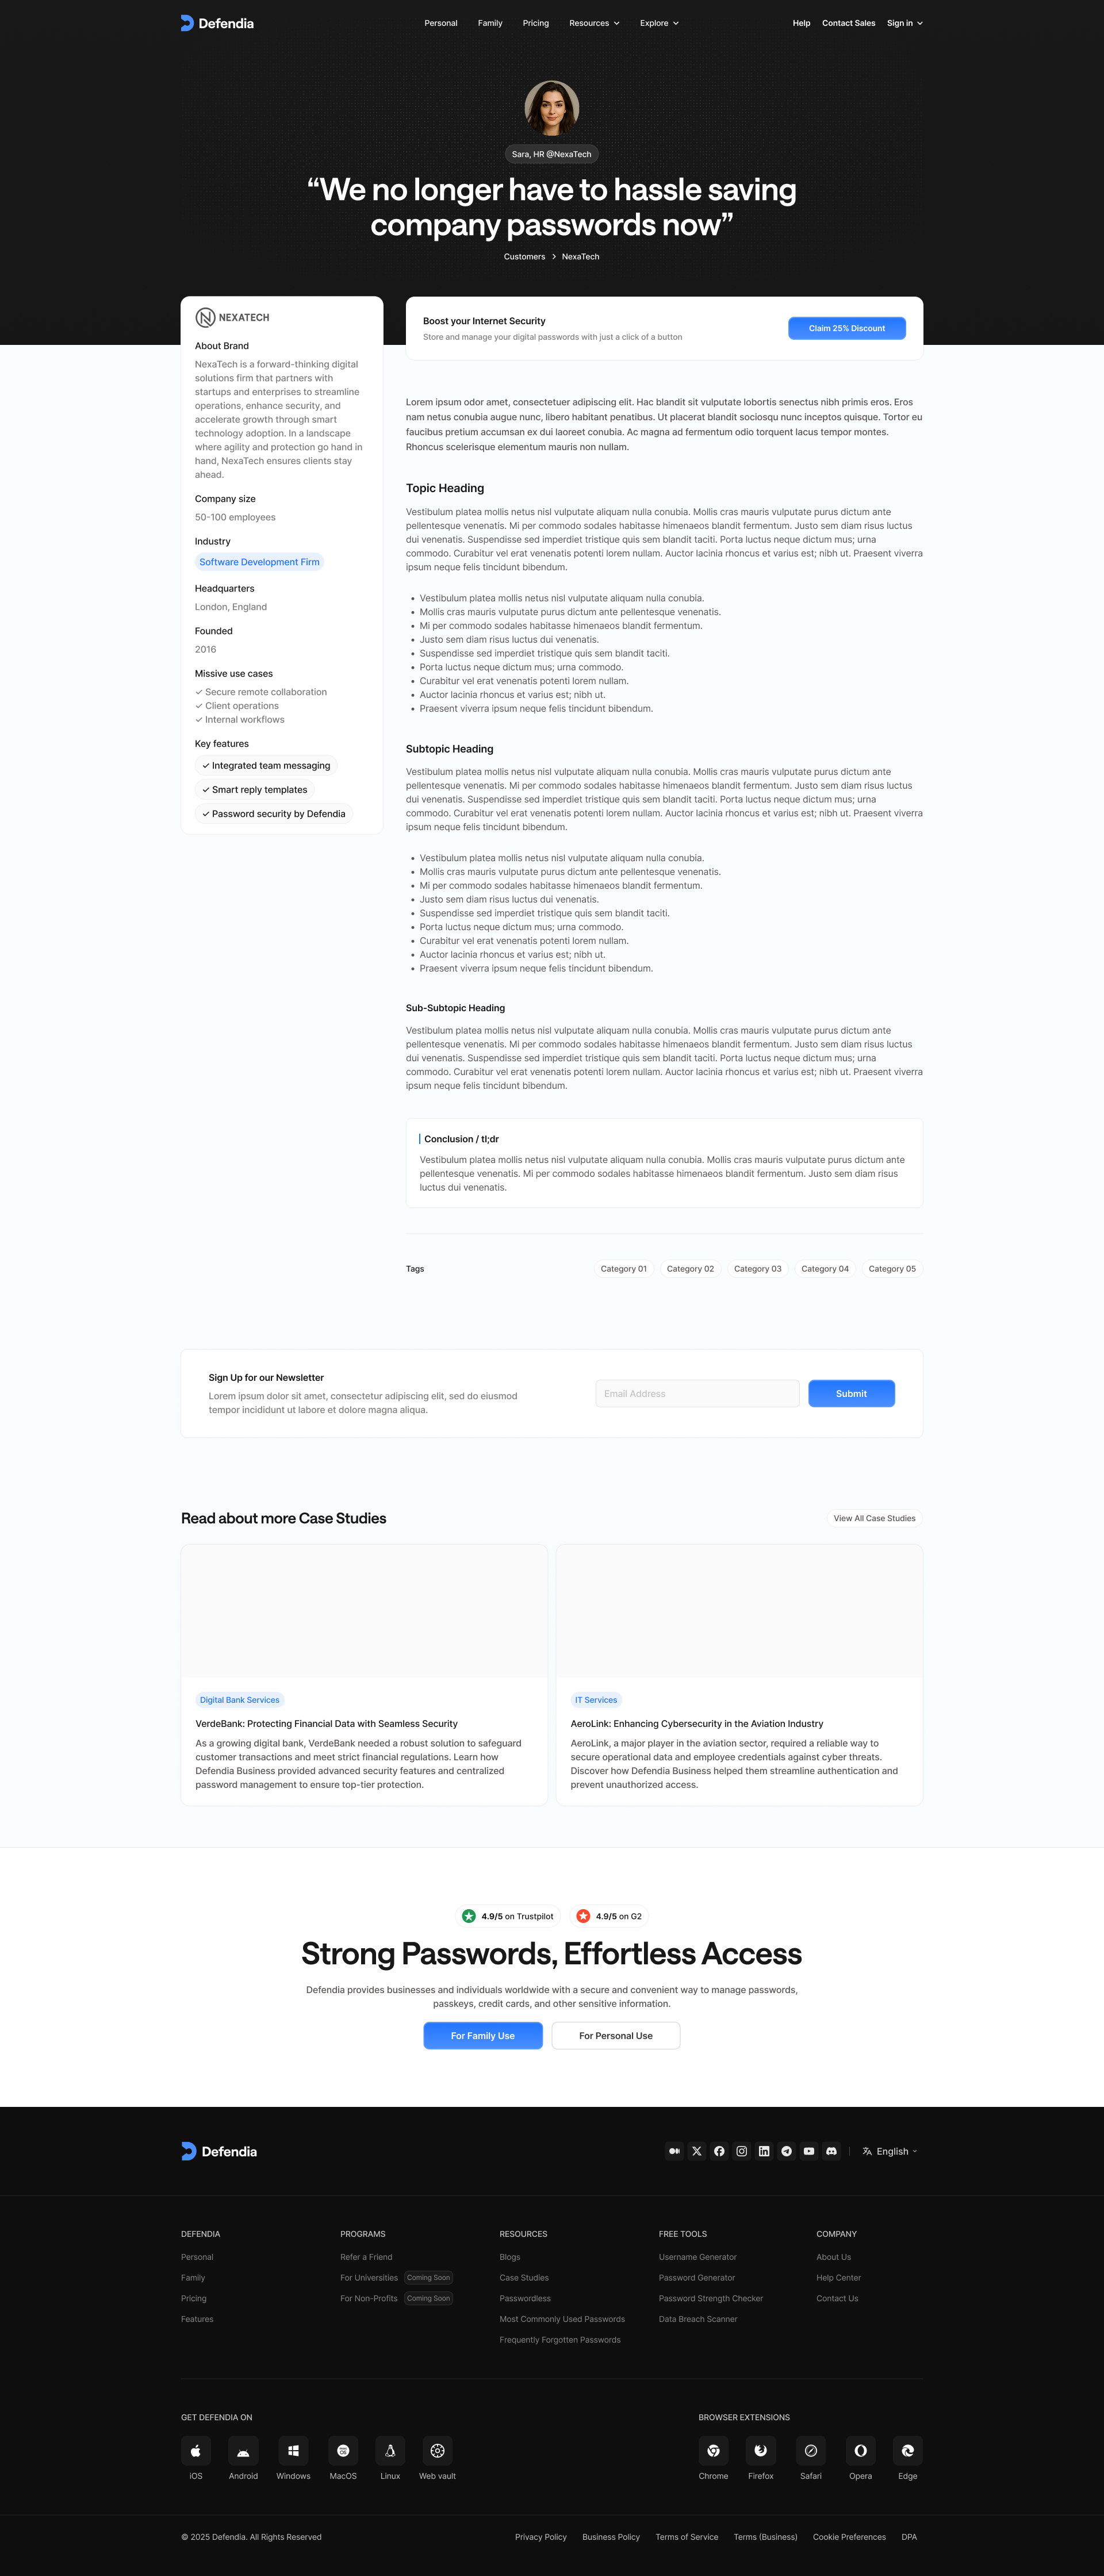 Defendia
Personal
Family
Pricing
Resources
Explore
Help
Contact Sales
Sign in
Sara, HR @NexaTech
“We no longer have to hassle saving
company passwords now”
Customers
NexaTech
NEXATECH
About Brand
NexaTech is a forward-thinking digital
solutions firm that partners with
startups and enterprises to streamline
operations, enhance security, and
accelerate growth through smart
technology adoption. In a landscape
where agility and protection go hand in
hand, NexaTech ensures clients stay
ahead.
Company size
50-100 employees
Industry
Software Development Firm
Headquarters
London, England
Founded
2016
Missive use cases
Secure remote collaboration
Client operations
Internal workflows
Key features
Integrated team messaging
Smart reply templates
Password security by Defendia
Boost your Internet Security
Store and manage your digital passwords with just a click of a button
Claim 25% Discount
Lorem ipsum odor amet, consectetuer adipiscing elit. Hac blandit sit vulputate lobortis senectus nibh primis eros. Eros
nam netus conubia augue nunc, libero habitant penatibus. Ut placerat blandit sociosqu nunc inceptos quisque. Tortor eu
faucibus pretium accumsan ex dui laoreet conubia. Ac magna ad fermentum odio torquent lacus tempor montes.
Rhoncus scelerisque elementum mauris non nullam.
Topic Heading
Vestibulum platea mollis netus nisl vulputate aliquam nulla conubia. Mollis cras mauris vulputate purus dictum ante
pellentesque venenatis. Mi per commodo sodales habitasse himenaeos blandit fermentum. Justo sem diam risus luctus
dui venenatis. Suspendisse sed imperdiet tristique quis sem blandit taciti. Porta luctus neque dictum mus; urna
commodo. Curabitur vel erat venenatis potenti lorem nullam. Auctor lacinia rhoncus et varius est; nibh ut. Praesent viverra
ipsum neque felis tincidunt bibendum.
• Vestibulum platea mollis netus nisl vulputate aliquam nulla conubia.
• Mollis cras mauris vulputate purus dictum ante pellentesque venenatis.
• Mi per commodo sodales habitasse himenaeos blandit fermentum.
• Justo sem diam risus luctus dui venenatis.
• Suspendisse sed imperdiet tristique quis sem blandit taciti.
• Porta luctus neque dictum mus; urna commodo.
• Curabitur vel erat venenatis potenti lorem nullam.
• Auctor lacinia rhoncus et varius est; nibh ut.
• Praesent viverra ipsum neque felis tincidunt bibendum.
Subtopic Heading
Vestibulum platea mollis netus nisl vulputate aliquam nulla conubia. Mollis cras mauris vulputate purus dictum ante
pellentesque venenatis. Mi per commodo sodales habitasse himenaeos blandit fermentum. Justo sem diam risus luctus
dui venenatis. Suspendisse sed imperdiet tristique quis sem blandit taciti. Porta luctus neque dictum mus; urna
commodo. Curabitur vel erat venenatis potenti lorem nullam. Auctor lacinia rhoncus et varius est; nibh ut. Praesent viverra
ipsum neque felis tincidunt bibendum.
• Vestibulum platea mollis netus nisl vulputate aliquam nulla conubia.
• Mollis cras mauris vulputate purus dictum ante pellentesque venenatis.
• Mi per commodo sodales habitasse himenaeos blandit fermentum.
• Justo sem diam risus luctus dui venenatis.
• Suspendisse sed imperdiet tristique quis sem blandit taciti.
• Porta luctus neque dictum mus; urna commodo.
• Curabitur vel erat venenatis potenti lorem nullam.
• Auctor lacinia rhoncus et varius est; nibh ut.
• Praesent viverra ipsum neque felis tincidunt bibendum.
Sub-Subtopic Heading
Vestibulum platea mollis netus nisl vulputate aliquam nulla conubia. Mollis cras mauris vulputate purus dictum ante
pellentesque venenatis. Mi per commodo sodales habitasse himenaeos blandit fermentum. Justo sem diam risus luctus
dui venenatis. Suspendisse sed imperdiet tristique quis sem blandit taciti. Porta luctus neque dictum mus; urna
commodo. Curabitur vel erat venenatis potenti lorem nullam. Auctor lacinia rhoncus et varius est; nibh ut. Praesent viverra
ipsum neque felis tincidunt bibendum.
Conclusion / tl;dr
Vestibulum platea mollis netus nisl vulputate aliquam nulla conubia. Mollis cras mauris vulputate purus dictum ante
pellentesque venenatis. Mi per commodo sodales habitasse himenaeos blandit fermentum. Justo sem diam risus
luctus dui venenatis.
Tags
Category 01
Category 02
Category 03
Category 04
Category 05
Sign Up for our Newsletter
Lorem ipsum dolor sit amet, consectetur adipiscing elit, sed do eiusmod
tempor incididunt ut labore et dolore magna aliqua.
Email Address
Submit
Read about more Case Studies
View All Case Studies
Digital Bank Services
VerdeBank: Protecting Financial Data with Seamless Security
As a growing digital bank, VerdeBank needed a robust solution to safeguard
customer transactions and meet strict financial regulations. Learn how
Defendia Business provided advanced security features and centralized
password management to ensure top-tier protection.
IT Services
AeroLink: Enhancing Cybersecurity in the Aviation Industry
AeroLink, a major player in the aviation sector, required a reliable way to
secure operational data and employee credentials against cyber threats.
Discover how Defendia Business helped them streamline authentication and
prevent unauthorized access.
4.9/5 on Trustpilot
4.9/5 on G2
Strong Passwords, Effortless Access
Defendia provides businesses and individuals worldwide with a secure and convenient way to manage passwords,
passkeys, credit cards, and other sensitive information.
For Family Use
For Personal Use
Defendia
English
DEFENDIA
Personal
Family
Pricing
Features
PROGRAMS
Refer a Friend
For Universities Coming Soon
For Non-Profits Coming Soon
RESOURCES
Blogs
Case Studies
Passwordless
Most Commonly Used Passwords
Frequently Forgotten Passwords
FREE TOOLS
Username Generator
Password Generator
Password Strength Checker
Data Breach Scanner
COMPANY
About Us
Help Center
Contact Us
GET DEFENDIA ON
iOS
Android
Windows
MacOS
Linux
Web vault
BROWSER EXTENSIONS
Chrome
Firefox
Safari
Opera
Edge
© 2025 Defendia. All Rights Reserved
Privacy Policy
Business Policy
Terms of Service
Terms (Business)
Cookie Preferences
DPA